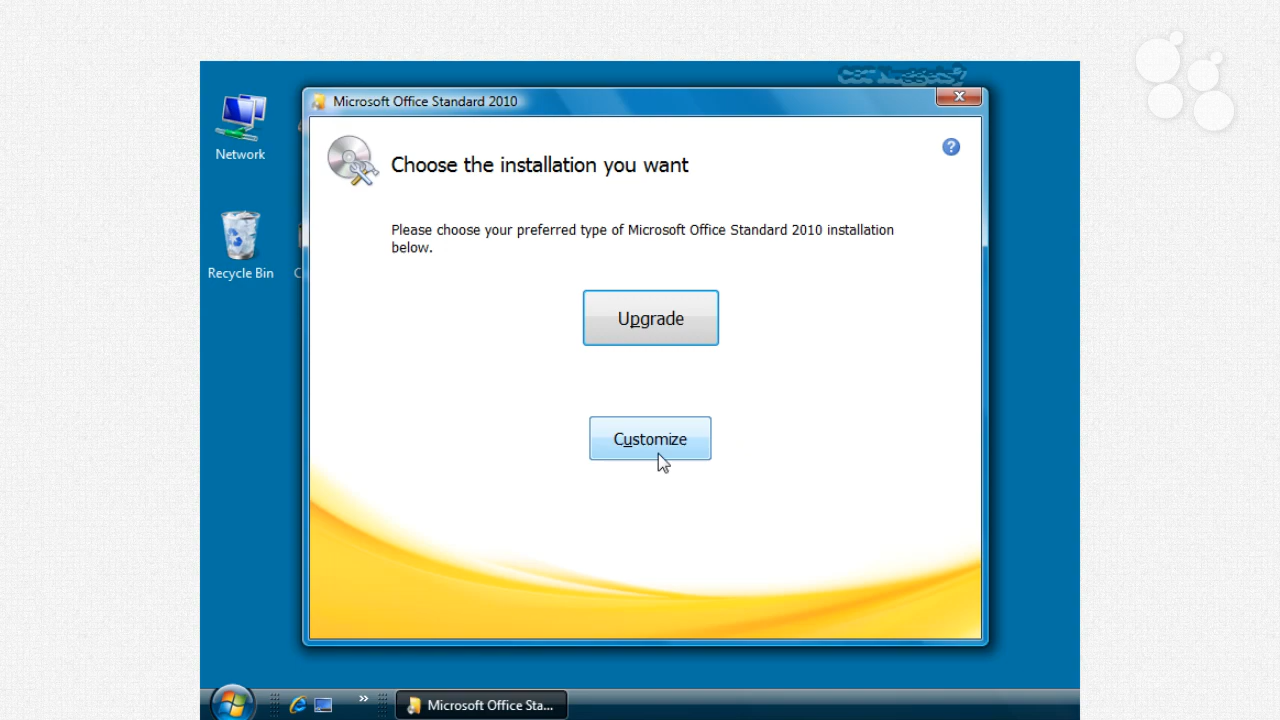 Microsoft Office Standard 2010
Network
Choose the installation you want
Please choose your preferred type of Microsoft Office Standard 2010 installation
below.
Recycle Bin
Upgrade
Customize
Microsoft Office Sta...